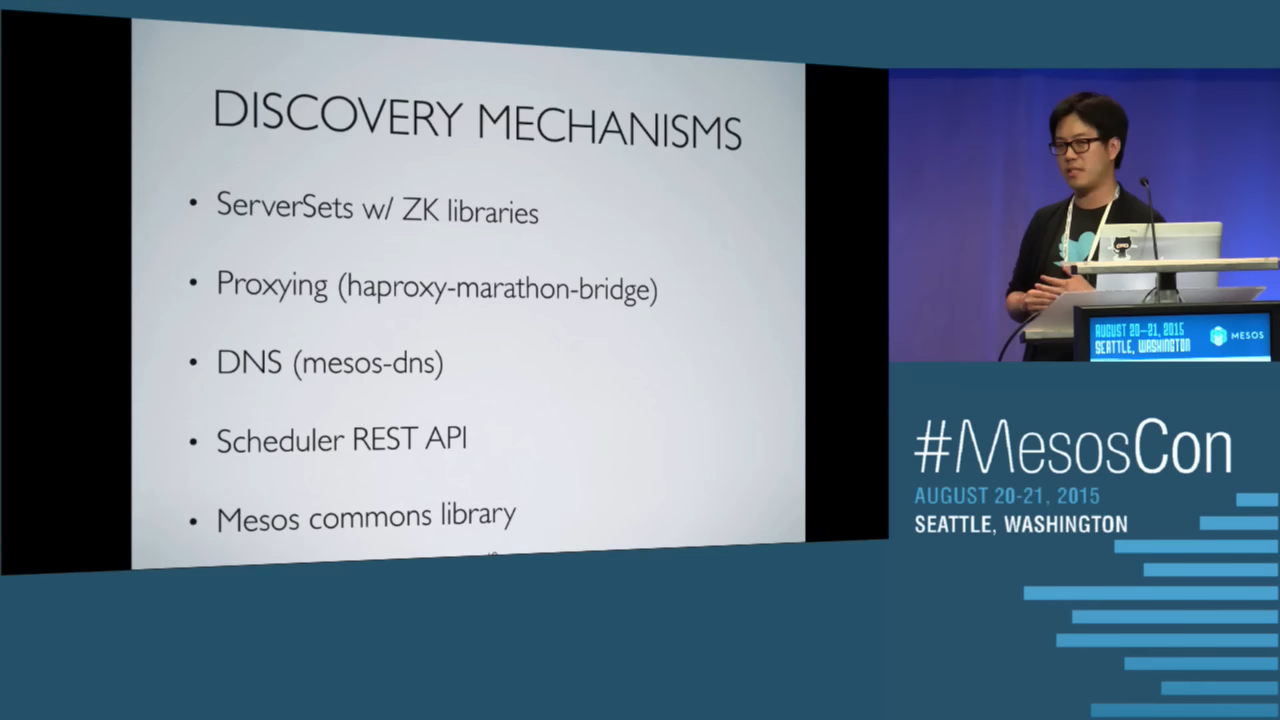 DISCOVERY MECHANISMS
• ServerSets w/ ZK libraries
• Proxying (haproxy-marathon-bridge)
• DNS (mesos-dns)
• Scheduler REST API
• Mesos commons library
AUGUST 20-21, 2015
SEATTLE, WASHINGTON
MESOS
#MesosCon
AUGUST 20-21, 2015
SEATTLE, WASHINGTON